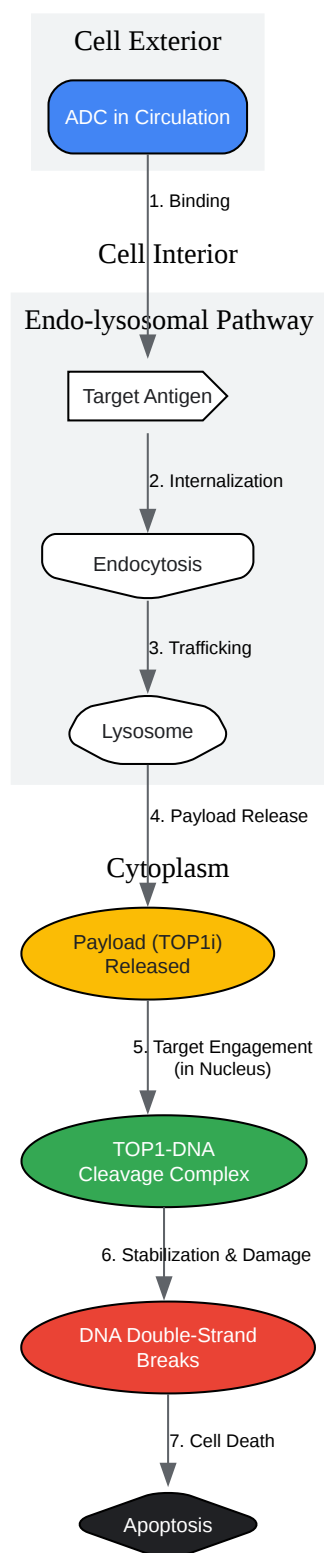 Cell Exterior
ADC in Circulation
1. Binding
Cell Interior
Endo-lysosomal Pathway
Target Antigen
2. Internalization
Endocytosis
3. Trafficking
Lysosome
4. Payload Release
Cytoplasm
Payload (TOP1i)
Released
5. Target Engagement
(in Nucleus)
TOP1-DNA
Cleavage Complex
6. Stabilization & Damage
DNA Double-Strand
Breaks
7. Cell Death
Apoptosis